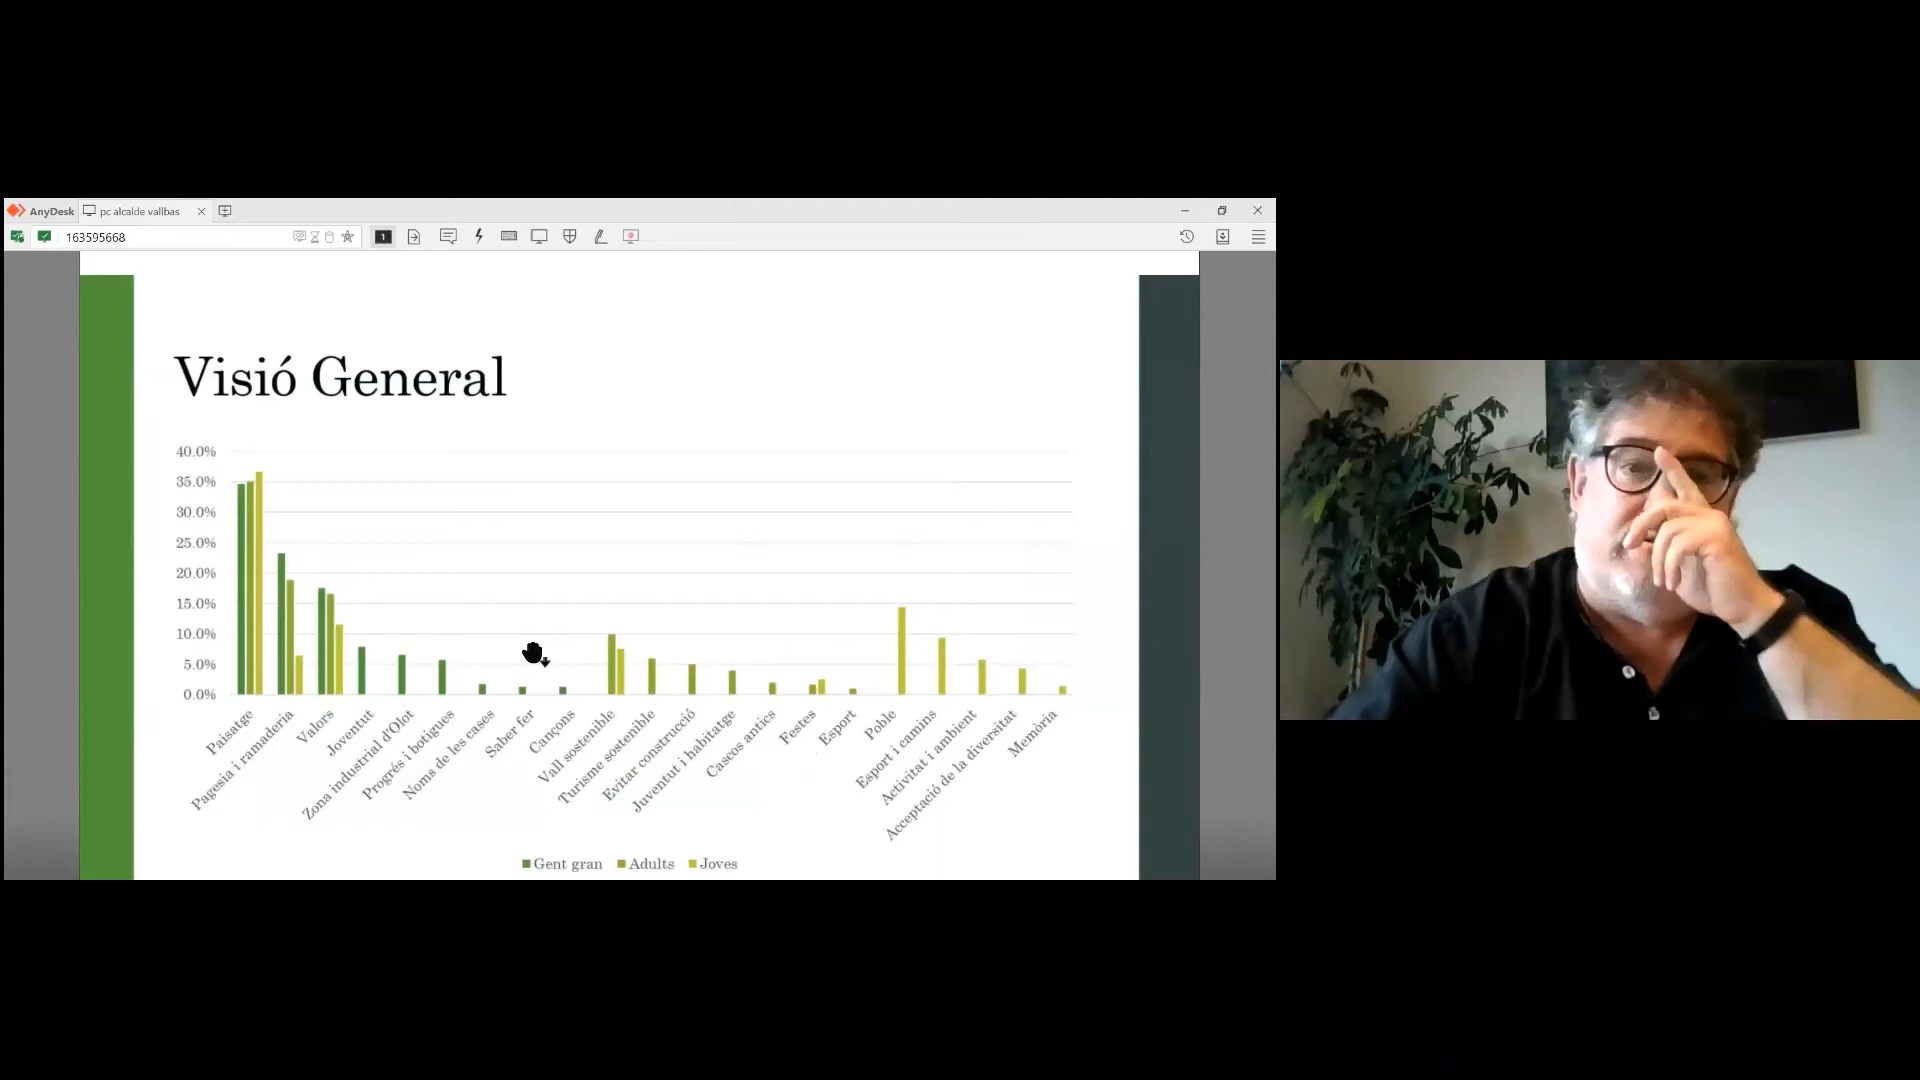 AnyDesk
pc alcalde vallbas
163595668
1
Visió General
40.0%
35.0%
30.0%
25.0%
20.0%
15.0%
10.0%
5.0%
0.0%
Paisatge
Pagesia i ramaderia
Valors
Joventut
Zona industrial d'Olot
Progrés i botigues
Noms de les cases
Saber fer
Cançons
Vall sostenible
Turisme sostenible
Evitar construcció
Juventut i habitatge
Cascos antics
Festes
Esport
Poble
Esport i camins
Activitat i ambient
Acceptació de la diversitat
Memòria
Gent gran Adults Joves